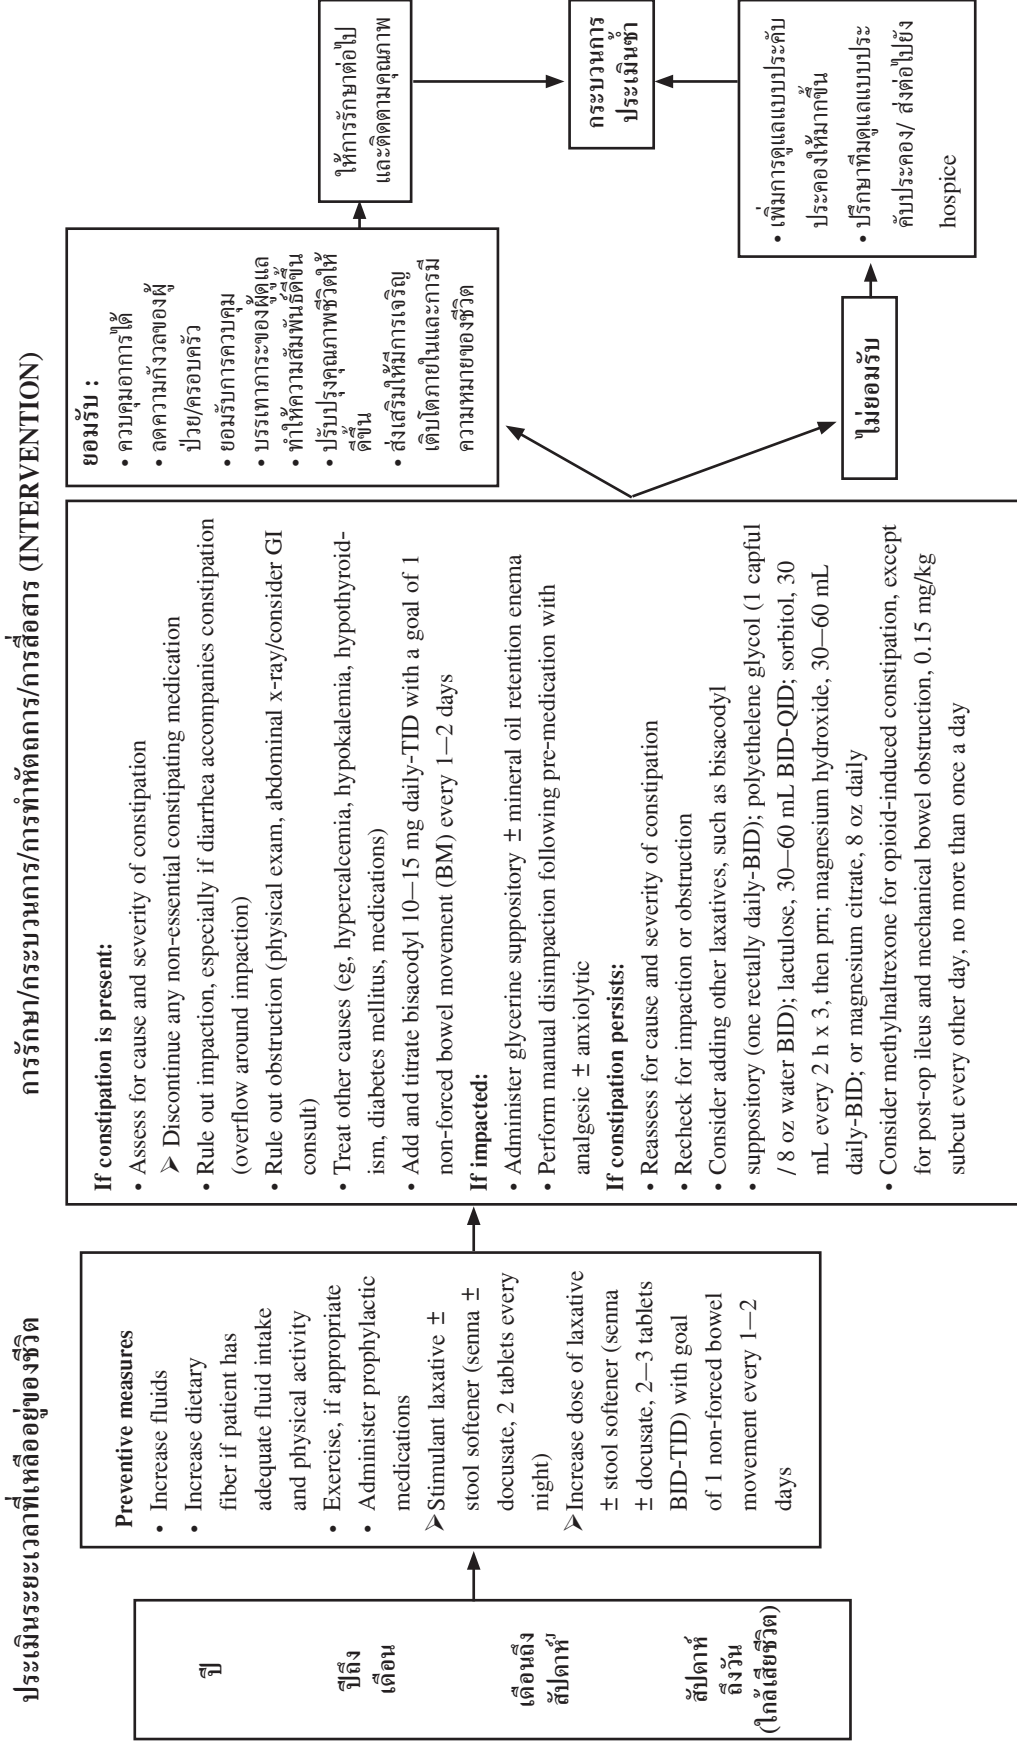 ประเมินระยะเวลาที่เหลืออยู่ของชีวิต
การรักษา/กระบวนการ/การทำหัตถการ/การสื่อสาร (INTERVENTION)
ปี
ปีถึง
เดือน
เดือนถึง
สัปดาห์
สัปดาห์
ถึงวัน
(ใกล้เสียชีวิต)
Preventive measures
• Increase fluids
• Increase dietary
fiber if patient has
adequate fluid intake
and physical activity
• Exercise, if appropriate
• Administer prophylactic
medications
➢ Stimulant laxative ±
stool softener (senna ±
docusate, 2 tablets every
night)
➢ Increase dose of laxative
± stool softener (senna
± docusate, 2–3 tablets
BID-TID) with goal
of 1 non-forced bowel
movement every 1–2
days
If constipation is present:
• Assess for cause and severity of constipation
➢ Discontinue any non-essential constipating medication
• Rule out impaction, especially if diarrhea accompanies constipation
(overflow around impaction)
• Rule out obstruction (physical exam, abdominal x-ray/consider GI
consult)
• Treat other causes (eg, hypercalcemia, hypokalemia, hypothyroid-
ism, diabetes mellitus, medications)
• Add and titrate bisacodyl 10–15 mg daily-TID with a goal of 1
non-forced bowel movement (BM) every 1–2 days
If impacted:
• Administer glycerine suppository ± mineral oil retention enema
• Perform manual disimpaction following pre-medication with
analgesic ± anxiolytic
If constipation persists:
• Reassess for cause and severity of constipation
• Recheck for impaction or obstruction
• Consider adding other laxatives, such as bisacodyl
• suppository (one rectally daily-BID); polyethelene glycol (1 capful
/ 8 oz water BID); lactulose, 30–60 mL BID-QID; sorbitol, 30
mL every 2 h x 3, then prn; magnesium hydroxide, 30–60 mL
daily-BID; or magnesium citrate, 8 oz daily
• Consider methylnaltrexone for opioid-induced constipation, except
for post-op ileus and mechanical bowel obstruction, 0.15 mg/kg
subcut every other day, no more than once a day
ยอมรับ :
• ควบคุมอาการได้
• ลดความกังวลของผู้
ป่วย/ครอบครัว
• ยอมรับการควบคุม
• บรรเทาภาระของผู้ดูแล
• ทำให้ความสัมพันธ์ดีขึ้น
• ปรับปรุงคุณภาพชีวิตให้
ดีขึ้น
• ส่งเสริมให้มีการเจริญ
เติบโตภายในและการมี
ความหมายของชีวิต
ไม่ยอมรับ
ให้การรักษาต่อไป
และติดตามคุณภาพ
กระบวนการ
ประเมินซ้ำ
• เพิ่มการดูแลแบบประคับ
ประคองให้มากขึ้น
• ปรึกษาทีมดูแลแบบประ
คับประคอง/ ส่งต่อไปยัง
hospice